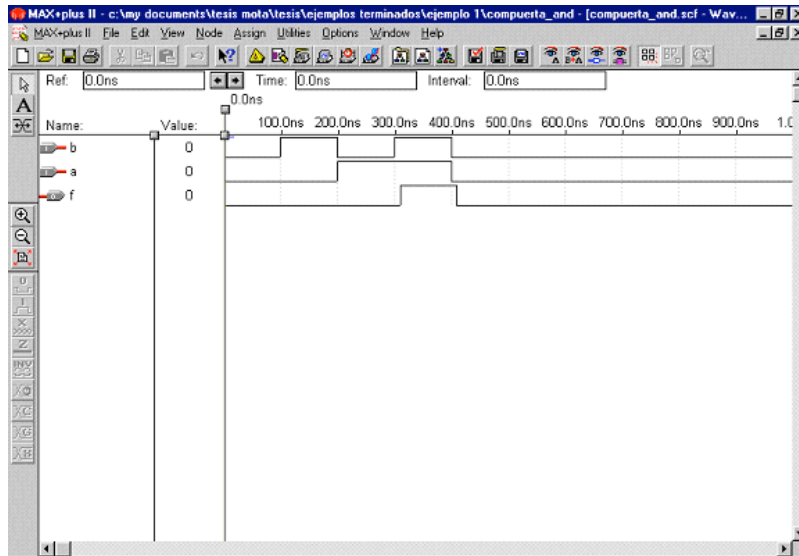 MAX+plus II - c:\my documents\tesis mota\tesis\ejemplos terminados\ejemplo 1\compuerta_and - [compuerta_and.scf - Wav...
MAX+plus II File Edit View Node Assign Utilities Options Window Help
Ref: 0.0ns Time: 0.0ns Interval: 0.0ns
0.0ns
Name: Value: 100.0ns 200.0ns 300.0ns 400.0ns 500.0ns 600.0ns 700.0ns 800.0ns 900.0ns 1.0
b 0
a 0
f 0